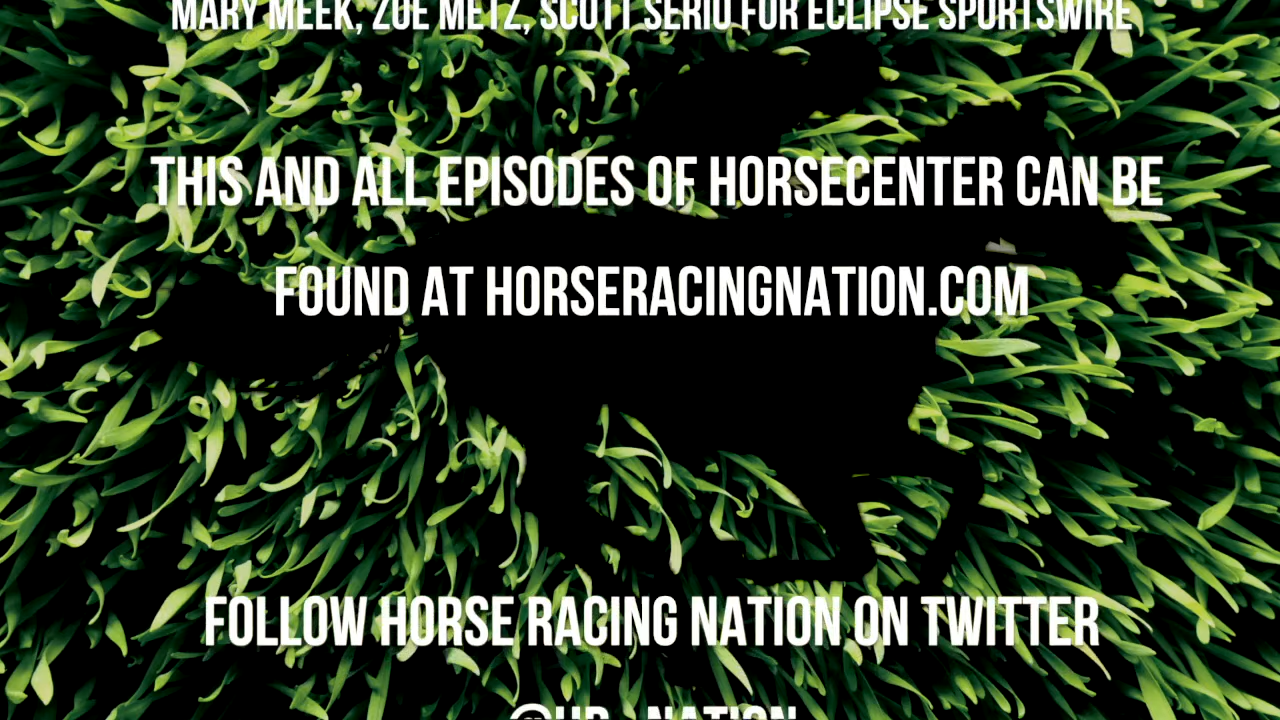 MARY MEEK, ZOE METZ, SCOTT SERIO FOR ECLIPSE SPORTSWIRE
THIS AND ALL EPISODES OF HORSECENTER CAN BE
FOUND AT HORSERACINGNATION.COM
FOLLOW HORSE RACING NATION ON TWITTER
@HR_NATION